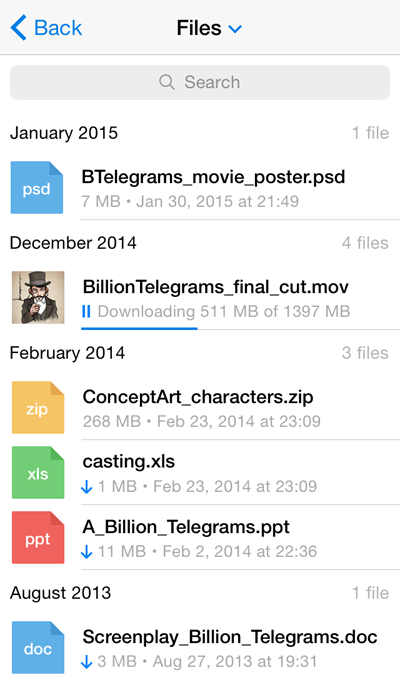 Back
Files
Search
January 2015 1 file
psd
BTelegrams_movie_poster.psd
7 MB • Jan 30, 2015 at 21:49
December 2014 4 files
BillionTelegrams_final_cut.mov
Downloading 511 MB of 1397 MB
February 2014 3 files
zip
ConceptArt_characters.zip
268 MB • Feb 23, 2014 at 23:09
xls
casting.xls
1 MB • Feb 23, 2014 at 23:09
ppt
A_Billion_Telegrams.ppt
11 MB • Feb 2, 2014 at 22:36
August 2013 1 file
doc
Screenplay_Billion_Telegrams.doc
3 MB • Aug 27, 2013 at 19:31